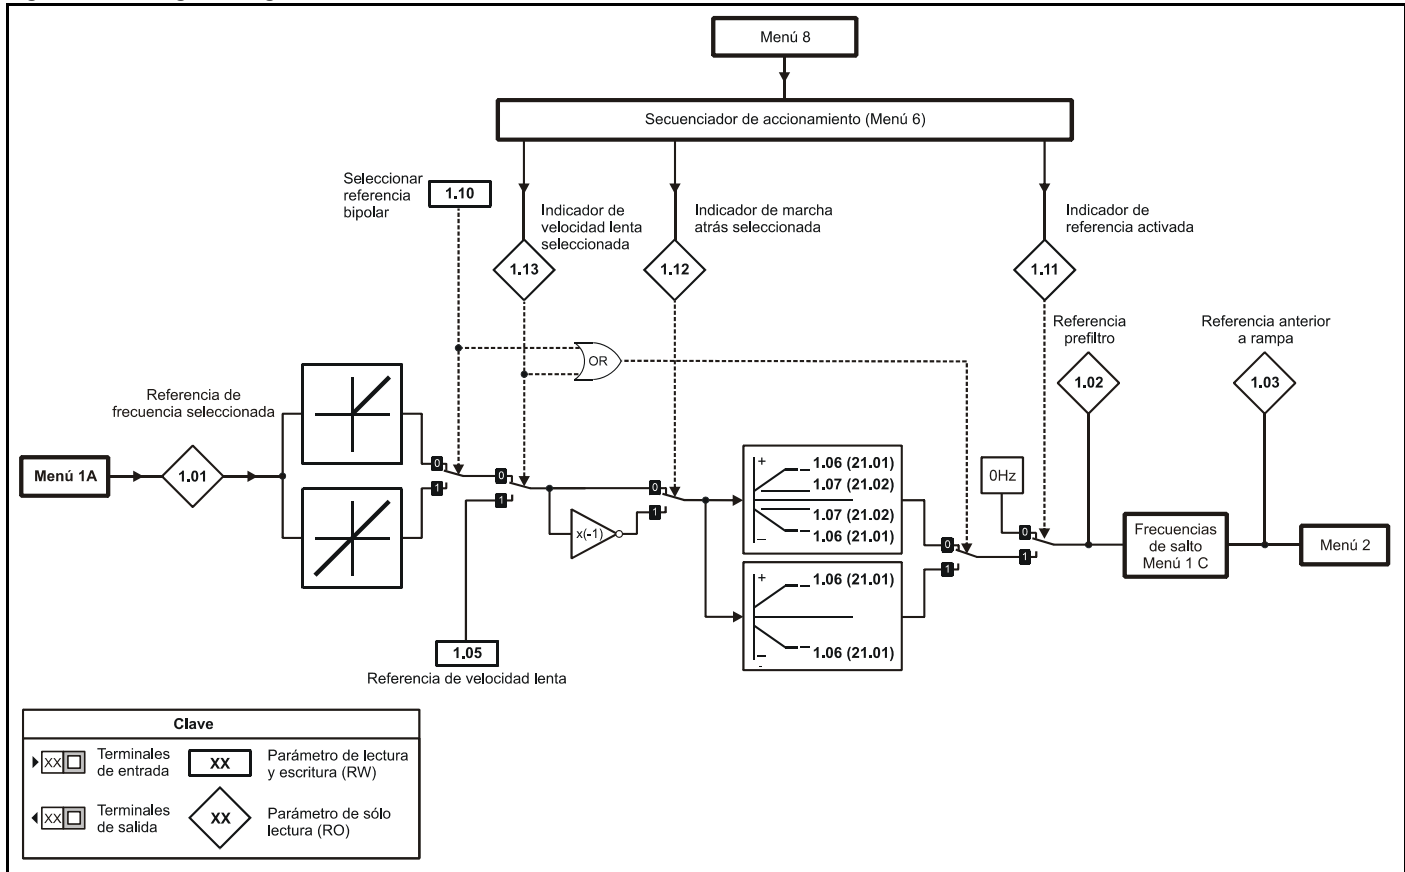 Menú 8
Secuenciador de accionamiento (Menú 6)
Seleccionar
referencia
bipolar
1.10
Indicador de
velocidad lenta
seleccionada
1.13
Indicador de marcha
atrás seleccionada
1.12
Indicador de
referencia activada
1.11
Referencia
prefiltro
1.02
Referencia anterior
a rampa
1.03
OR
Referencia de
frecuencia seleccionada
Menú 1A
1.01
0
1
0
1
x(-1)
0
1
+
1.06 (21.01)
1.07 (21.02)
1.07 (21.02)
1.06 (21.01)
–
+
1.06 (21.01)
1.06 (21.01)
–
-
0
1
0Hz
0
1
Frecuencias
de salto
Menú 1 C
Menú 2
1.05
Referencia de velocidad lenta
Clave
XX
Terminales
de entrada
XX
Parámetro de lectura
y escritura (RW)
XX
Terminales
de salida
XX
Parámetro de sólo
lectura (RO)